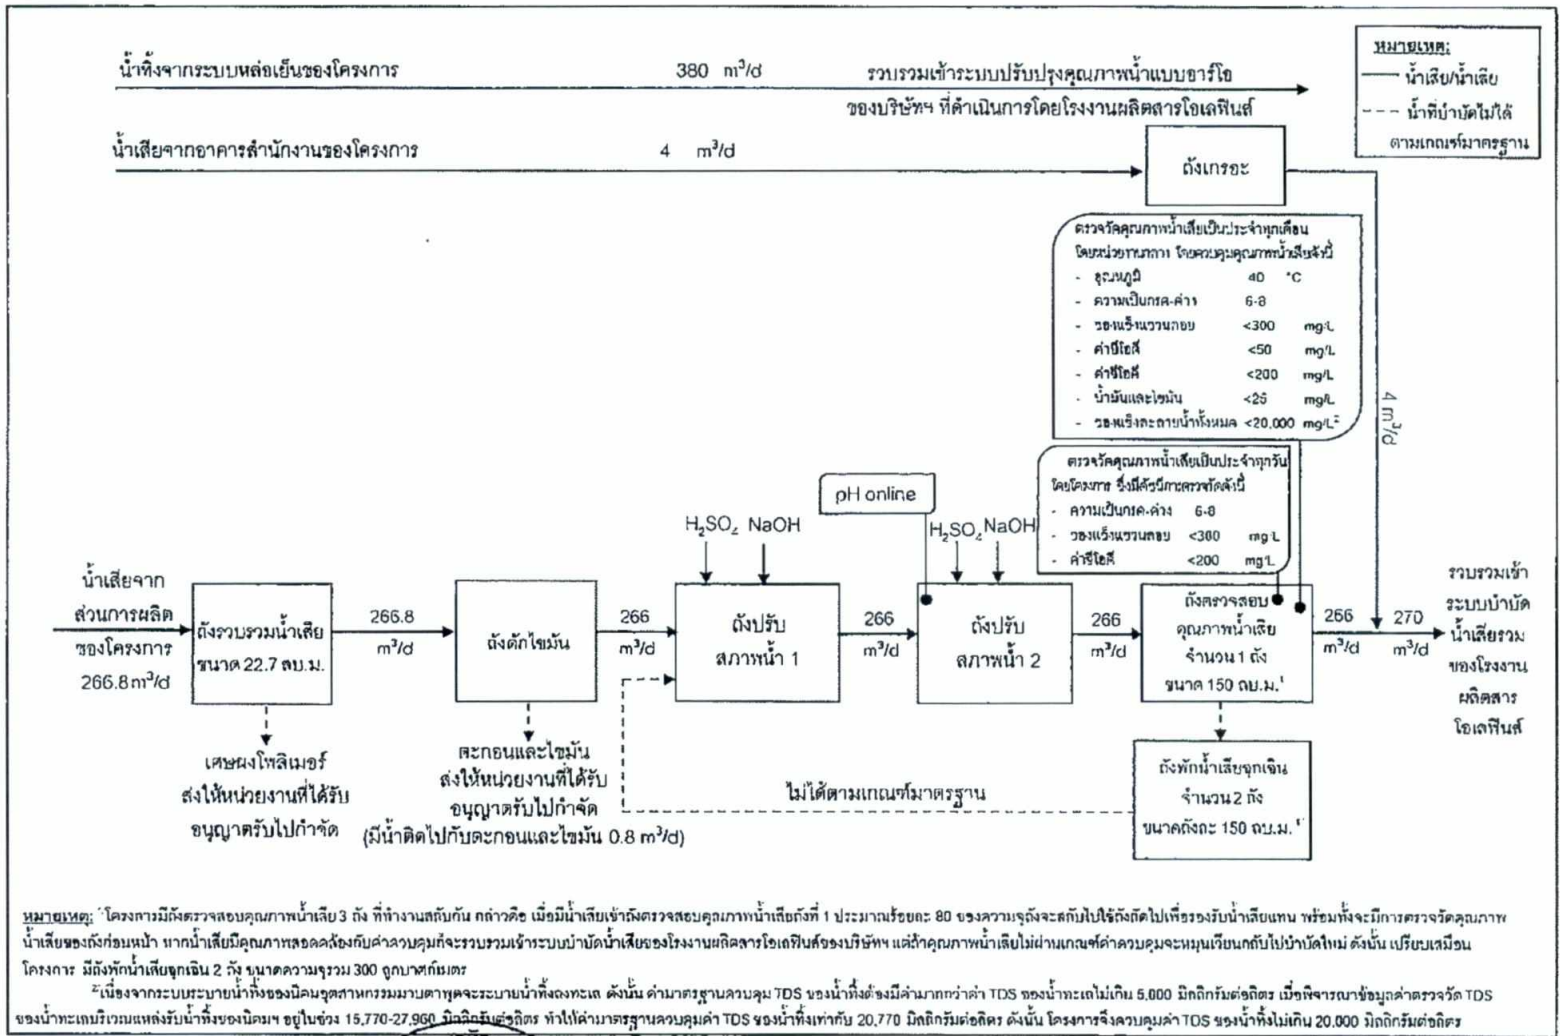 น้ำทิ้งจากระบบหล่อเย็นของโครงการ 380 m³/d รวบรวมเข้าระบบปรับปรุงคุณภาพน้ำแบบอาร์โอ
ของบริษัทฯ ที่ดำเนินการโดยโรงงานผลิตสารโอเลฟินส์
หมายเหตุ:
น้ำเสีย/น้ำเสีย
น้ำที่บำบัดไม่ได้
ตามเกณฑ์มาตรฐาน
น้ำเสียจากอาคารสำนักงานของโครงการ 4 m³/d
ถังเกรอะ
ตรวจวัดคุณภาพน้ำเสียเป็นประจำทุกเดือน
โดยหน่วยงานกลาง โดยควบคุมคุณภาพน้ำเสียดังนี้
- อุณหภูมิ 40 °C
- ความเป็นกรด-ด่าง 6-8
- ของแข็งแขวนลอย <300 mg/L
- ค่าบีโอดี <50 mg/L
- ค่าซีโอดี <200 mg/L
- น้ำมันและไขมัน <25 mg/L
- ของแข็งละลายน้ำทั้งหมด <20,000 mg/L²
4 m³/d
ตรวจวัดคุณภาพน้ำเสียเป็นประจำทุกวัน
โดยโครงการ ซึ่งมีดัชนีการตรวจวัดดังนี้
- ความเป็นกรด-ด่าง 6-8
- ของแข็งแขวนลอย <300 mg/L
- ค่าซีโอดี <200 mg/L
pH online
H₂SO₄ NaOH
H₂SO₄ NaOH
น้ำเสียจาก
ส่วนการผลิต
ของโครงการ
266.8 m³/d
ถังรวบรวมน้ำเสีย
ขนาด 22.7 ลบ.ม.
266.8
m³/d
ถังดักไขมัน
266
m³/d
ถังปรับ
สภาพน้ำ 1
266
m³/d
ถังปรับ
สภาพน้ำ 2
266
m³/d
ถังตรวจสอบ
คุณภาพน้ำเสีย
จำนวน 1 ถัง
ขนาด 150 ลบ.ม.¹
266
m³/d
270
m³/d
รวบรวมเข้า
ระบบบำบัด
น้ำเสียรวม
ของโรงงาน
ผลิตสาร
โอเลฟินส์
เศษผงโพลิเมอร์
ส่งให้หน่วยงานที่ได้รับ
อนุญาตรับไปกำจัด
ตะกอนและไขมัน
ส่งให้หน่วยงานที่ได้รับ
อนุญาตรับไปกำจัด
(มีน้ำติดไปกับตะกอนและไขมัน 0.8 m³/d)
ไม่ได้ตามเกณฑ์มาตรฐาน
ถังพักน้ำเสียฉุกเฉิน
จำนวน 2 ถัง
ขนาดถังละ 150 ลบ.ม.¹
หมายเหตุ: ¹โครงการมีถังตรวจสอบคุณภาพน้ำเสีย 3 ถัง ที่ทำงานสลับกัน กล่าวคือ เมื่อมีน้ำเสียเข้าถังตรวจสอบคุณภาพน้ำเสียถังที่ 1 ประมาณร้อยละ 80 ของความจุถังจะสลับไปใช้ถังถัดไปเพื่อรองรับน้ำเสียแทน พร้อมทั้งจะมีการตรวจวัดคุณภาพ
น้ำเสียของถังก่อนหน้า หากน้ำเสียมีคุณภาพสอดคล้องกับค่าควบคุมก็จะรวบรวมเข้าระบบบำบัดน้ำเสียของโรงงานผลิตสารโอเลฟินส์ของบริษัทฯ แต่ถ้าคุณภาพน้ำเสียไม่ผ่านเกณฑ์ค่าควบคุมจะหมุนเวียนกลับไปบำบัดใหม่ ดังนั้น เปรียบเสมือน
โครงการ มีถังพักน้ำเสียฉุกเฉิน 2 ถัง ขนาดความจุรวม 300 ลูกบาศก์เมตร
²เนื่องจากระบบระบายน้ำทิ้งของนิคมอุตสาหกรรมมาบตาพุดจะระบายน้ำทิ้งลงทะเล ดังนั้น ค่ามาตรฐานควบคุม TDS ของน้ำทิ้งต้องมีค่ามากกว่าค่า TDS ของน้ำทะเลไม่เกิน 5,000 มิลลิกรัมต่อลิตร เมื่อพิจารณาข้อมูลค่าตรวจวัด TDS
ของน้ำทะเลบริเวณแหล่งรับน้ำทิ้งของนิคมฯ อยู่ในช่วง 15,770-27,960 มิลลิกรัมต่อลิตร ทำให้ค่ามาตรฐานควบคุมค่า TDS ของน้ำทิ้งเท่ากับ 20,770 มิลลิกรัมต่อลิตร ดังนั้น โครงการจึงควบคุมค่า TDS ของน้ำทิ้งไม่เกิน 20,000 มิลลิกรัมต่อลิตร